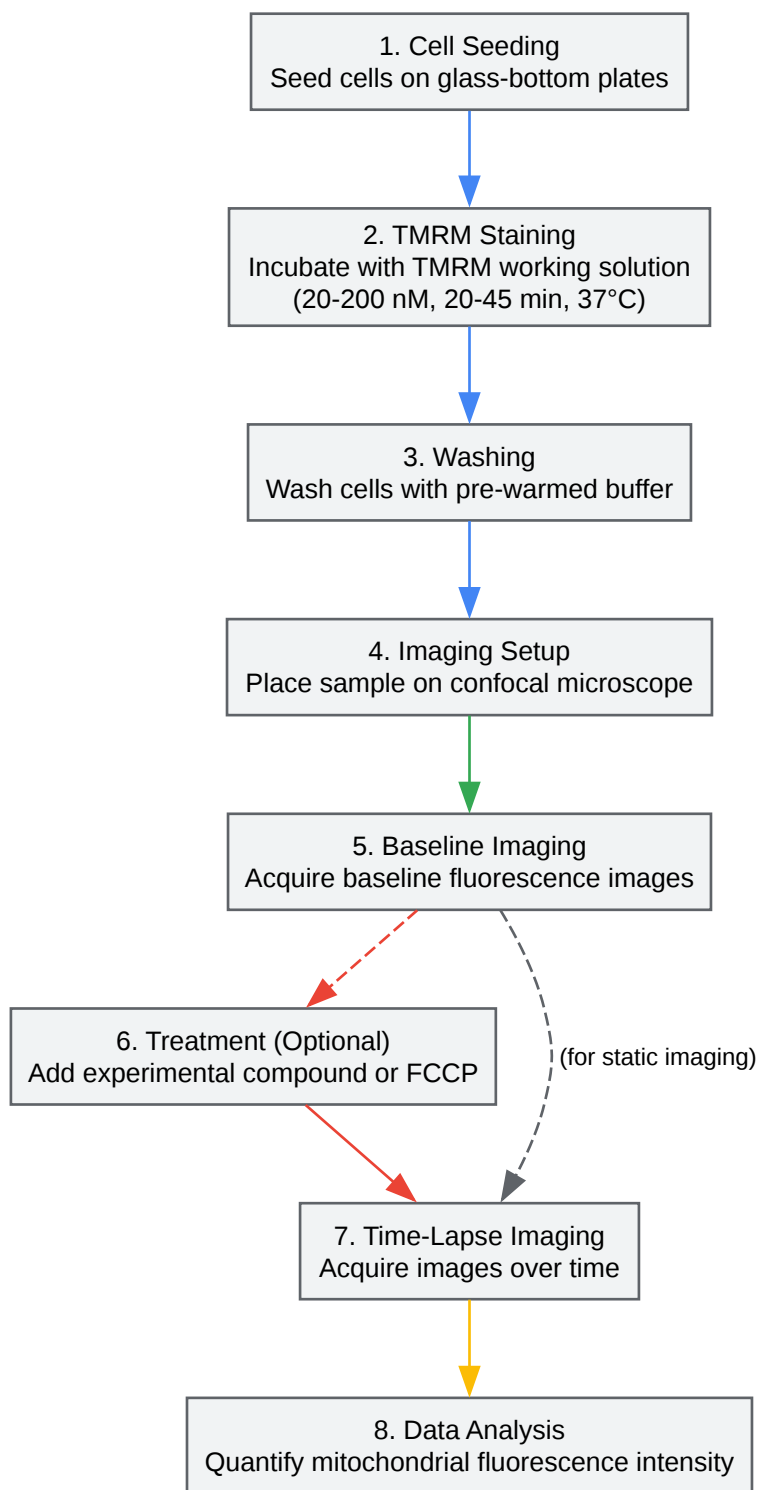 1. Cell Seeding
Seed cells on glass-bottom plates
2. TMRM Staining
Incubate with TMRM working solution
(20-200 nM, 20-45 min, 37°C)
3. Washing
Wash cells with pre-warmed buffer
4. Imaging Setup
Place sample on confocal microscope
5. Baseline Imaging
Acquire baseline fluorescence images
6. Treatment (Optional)
Add experimental compound or FCCP
(for static imaging)
7. Time-Lapse Imaging
Acquire images over time
8. Data Analysis
Quantify mitochondrial fluorescence intensity